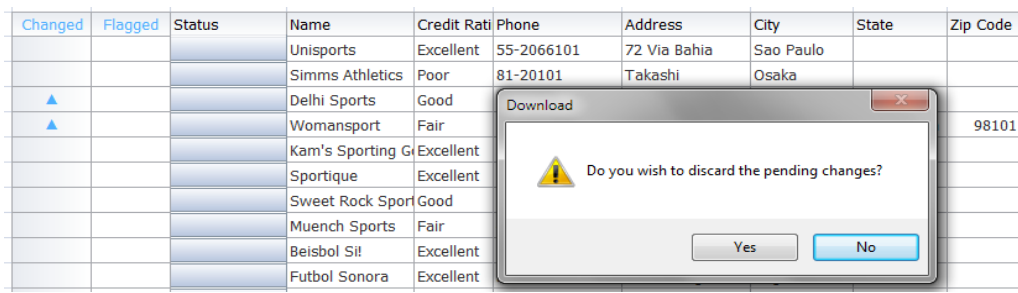 Changed Flagged Status Name Credit Rati Phone Address City State Zip Code
Unisports Excellent 55-2066101 72 Via Bahia Sao Paulo
Simms Athletics Poor 81-20101 Takashi Osaka
Delhi Sports Good
Womansport Fair 98101
Kam's Sporting G Excellent
Sportique Excellent
Sweet Rock Sport Good
Muench Sports Fair
Beisbol Si! Excellent
Futbol Sonora Excellent
Download
Do you wish to discard the pending changes?
Yes No